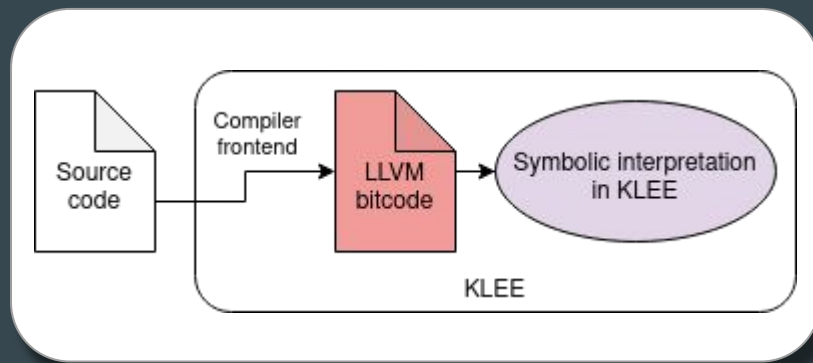 Source
code
Compiler
frontend
LLVM
bitcode
Symbolic interpretation
in KLEE
KLEE